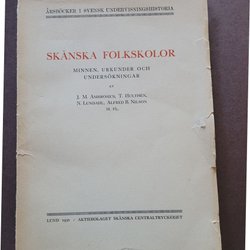 ÅRSBÖCKER I SVENSK UNDERVISNINGSHISTORIA
SKÅNSKA FOLKSKOLOR
MINNEN, URKUNDER OCH
UNDERSÖKNINGAR
AV
J. M. AMBROSIUS, T. HULTHÉN,
N. LUNDAHL, ALFRED B. NILSON
M. FL.
LUND / AKTIEBOLAGET SKÅNSKA CENTRALTRYCKERIET